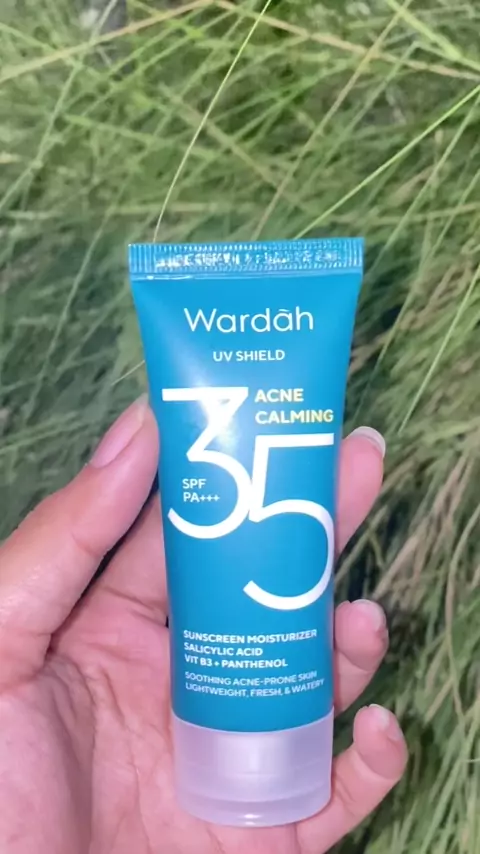 Wardah
UV SHIELD
ACNE
CALMING
35
SPF
PA+++
SUNSCREEN MOISTURIZER
SALICYLIC ACID
VIT B3 + PANTHENOL
SOOTHING ACNE-PRONE SKIN
LIGHTWEIGHT, FRESH, & WATERY